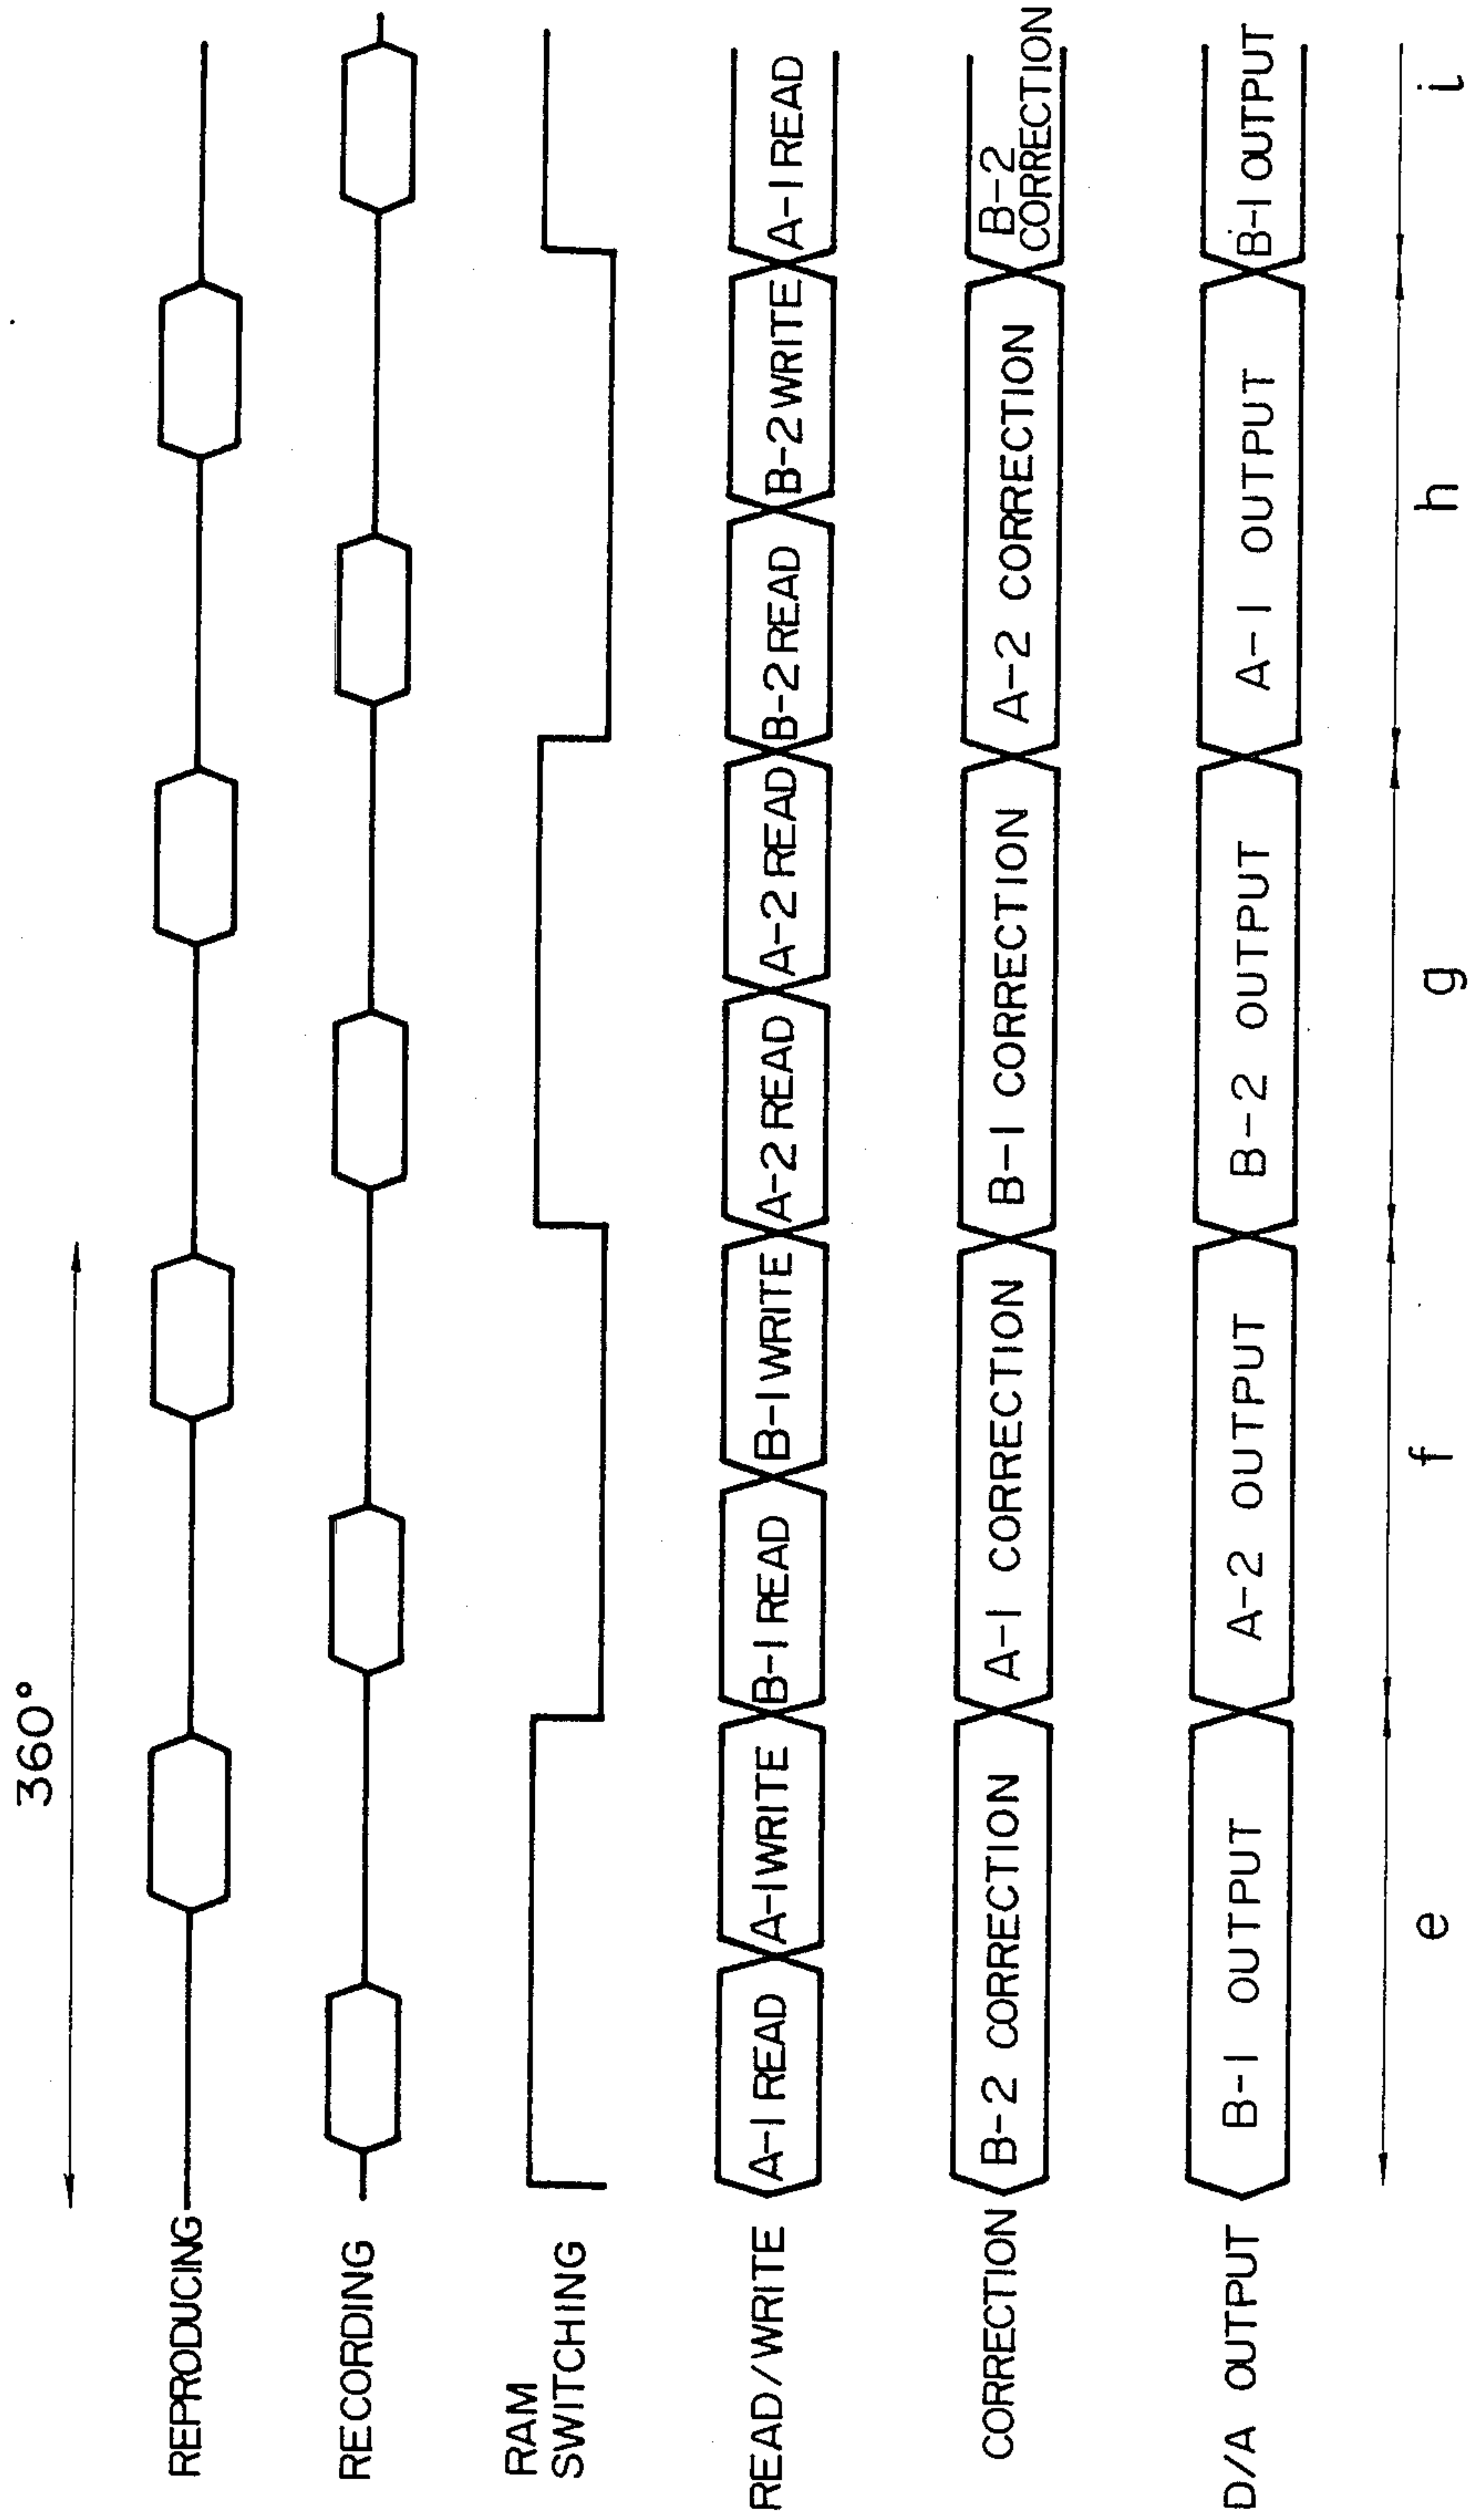 360°
REPRODUCING
RECORDING
RAM
SWITCHING
READ/WRITE
A-1 READ
A-1 WRITE
B-1 READ
B-1 WRITE
A-2 READ
A-2 READ
B-2 READ
B-2 WRITE
A-1 READ
CORRECTION
B-2 CORRECTION
A-1 CORRECTION
B-1 CORRECTION
A-2 CORRECTION
B-2
CORRECTION
D/A OUTPUT
B-1 OUTPUT
A-2 OUTPUT
B-2 OUTPUT
A-1 OUTPUT
B-1 OUTPUT
e
f
g
h
i